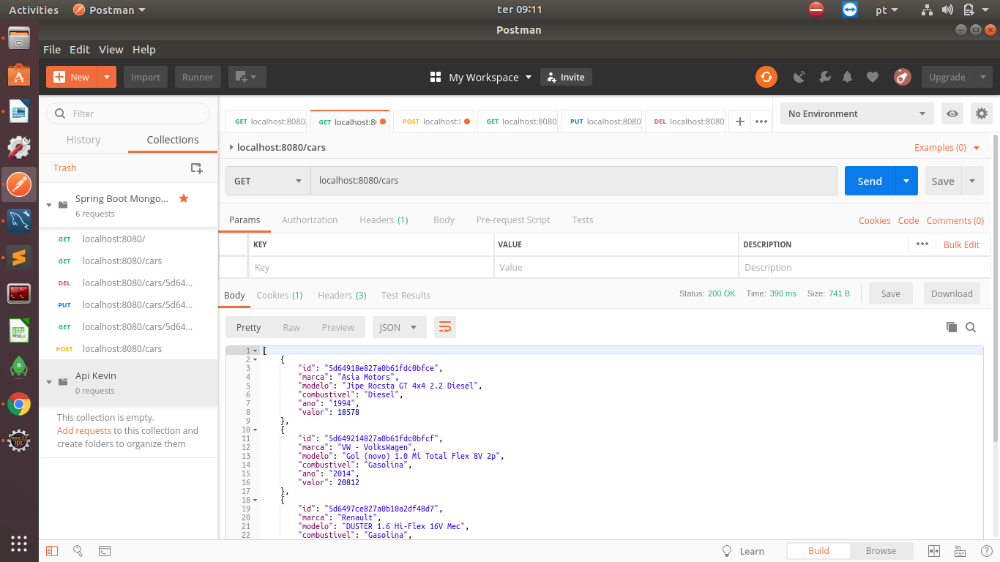 Activities Postman ter 09:11 pt
Postman
File Edit View Help
New Import Runner My Workspace Invite Upgrade
Filter
History Collections
Trash
Spring Boot Mongo...
6 requests
GET localhost:8080/
GET localhost:8080/cars
DEL localhost:8080/cars/5d64...
PUT localhost:8080/cars/5d64...
GET localhost:8080/cars/5d64...
POST localhost:8080/cars
Api Kevin
0 requests
This collection is empty.
Add requests to this collection and
create folders to organize them
GET localhost:8080/ GET localhost:8( POST localhost: GET localhost:8080 PUT localhost:8080 DEL localhost:8080 + ••• No Environment
localhost:8080/cars Examples (0)
GET localhost:8080/cars Send Save
Params Authorization Headers (1) Body Pre-request Script Tests Cookies Code Comments (0)
KEY VALUE DESCRIPTION ••• Bulk Edit
Key Value Description
Body Cookies (1) Headers (3) Test Results Status: 200 OK Time: 390 ms Size: 741 B Save Download
Pretty Raw Preview JSON
1 [
2 {
3 "id": "5d64918e827a0b61fdc0bfce",
4 "marca": "Asia Motors",
5 "modelo": "Jipe Rocsta GT 4x4 2.2 Diesel",
6 "combustivel": "Diesel",
7 "ano": "1994",
8 "valor": 18578
9 },
10 {
11 "id": "5d649214827a0b61fdc0bfcf",
12 "marca": "VW - VolksWagen",
13 "modelo": "Gol (novo) 1.0 Mi Total Flex 8V 2p",
14 "combustivel": "Gasolina",
15 "ano": "2014",
16 "valor": 20812
17 },
18 {
19 "id": "5d6497ce827a0b10a2df48d7",
20 "marca": "Renault",
21 "modelo": "DUSTER 1.6 Hi-Flex 16V Mec",
22 "combustivel": "Gasolina",
Learn Build Browse
Java EE
IDE